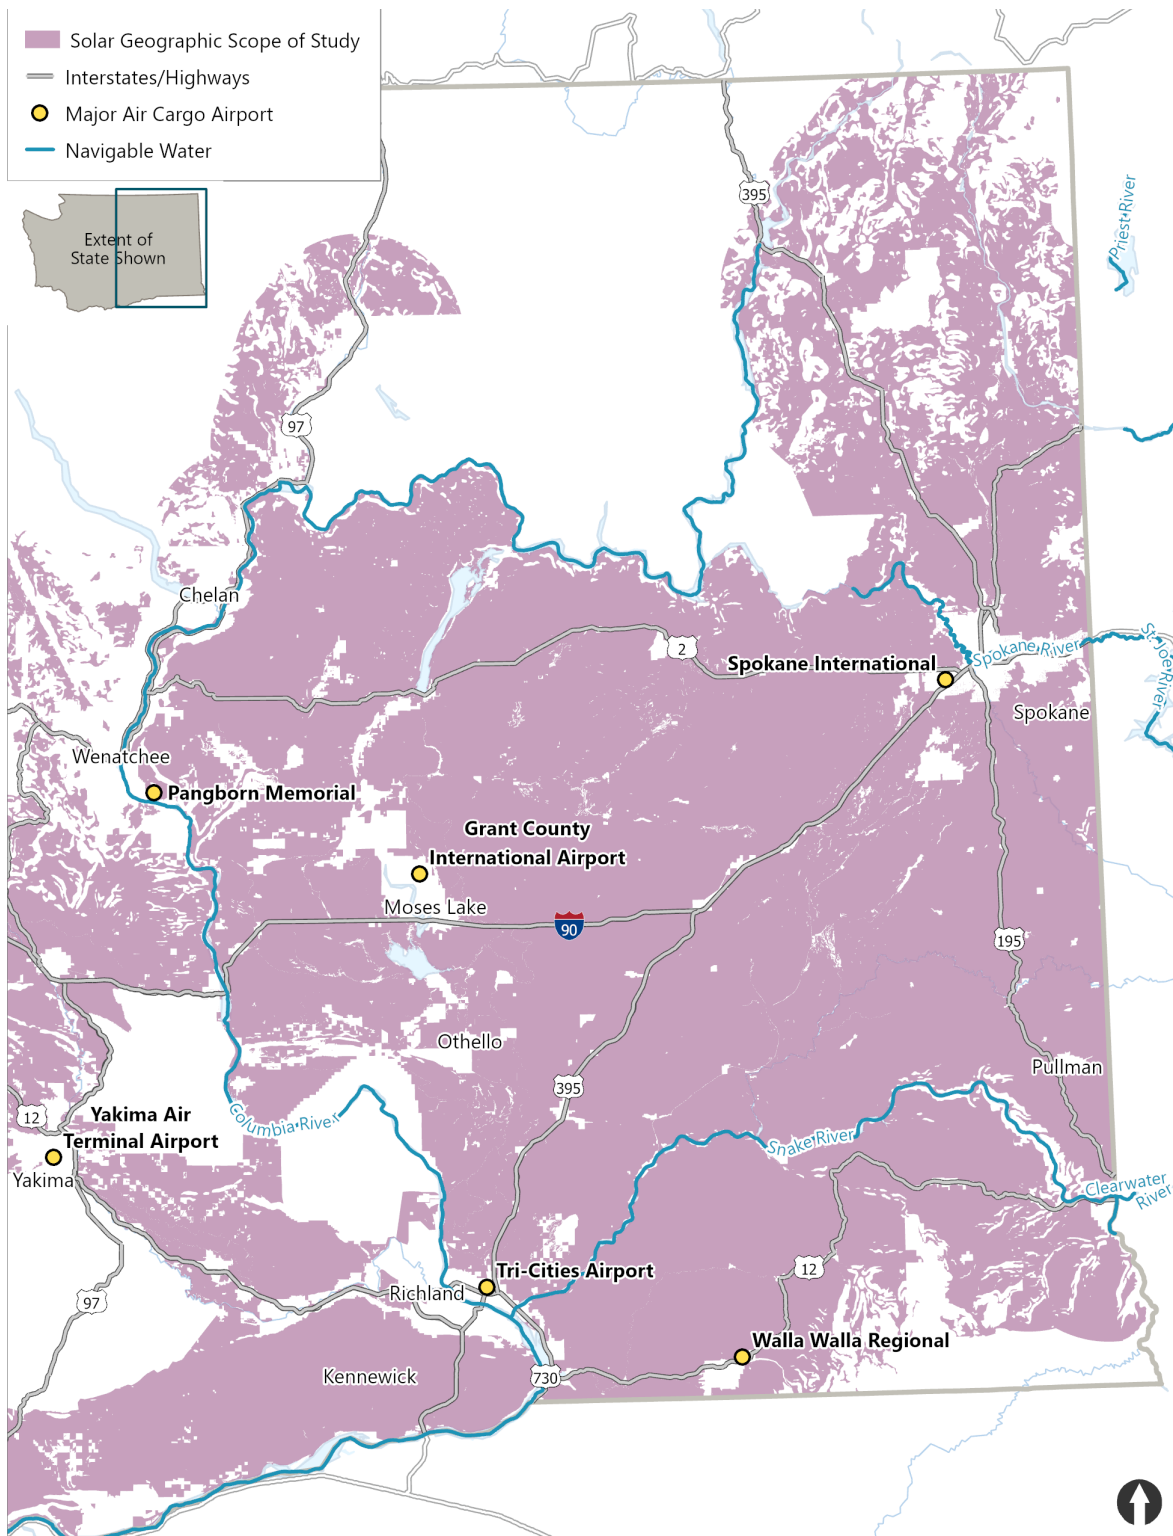 Solar Geographic Scope of Study
Interstates/Highways
Major Air Cargo Airport
Navigable Water
Extent of
State Shown
395
Priest River
97
Chelan
2
Spokane International
Spokane River
St. Joe River
Spokane
Wenatchee
Pangborn Memorial
Grant County
International Airport
Moses Lake
90
195
Othello
Pullman
395
12
Yakima Air
Terminal Airport
Columbia River
Snake River
Yakima
Clearwater
River
12
Tri-Cities Airport
Richland
97
Walla Walla Regional
Kennewick
730